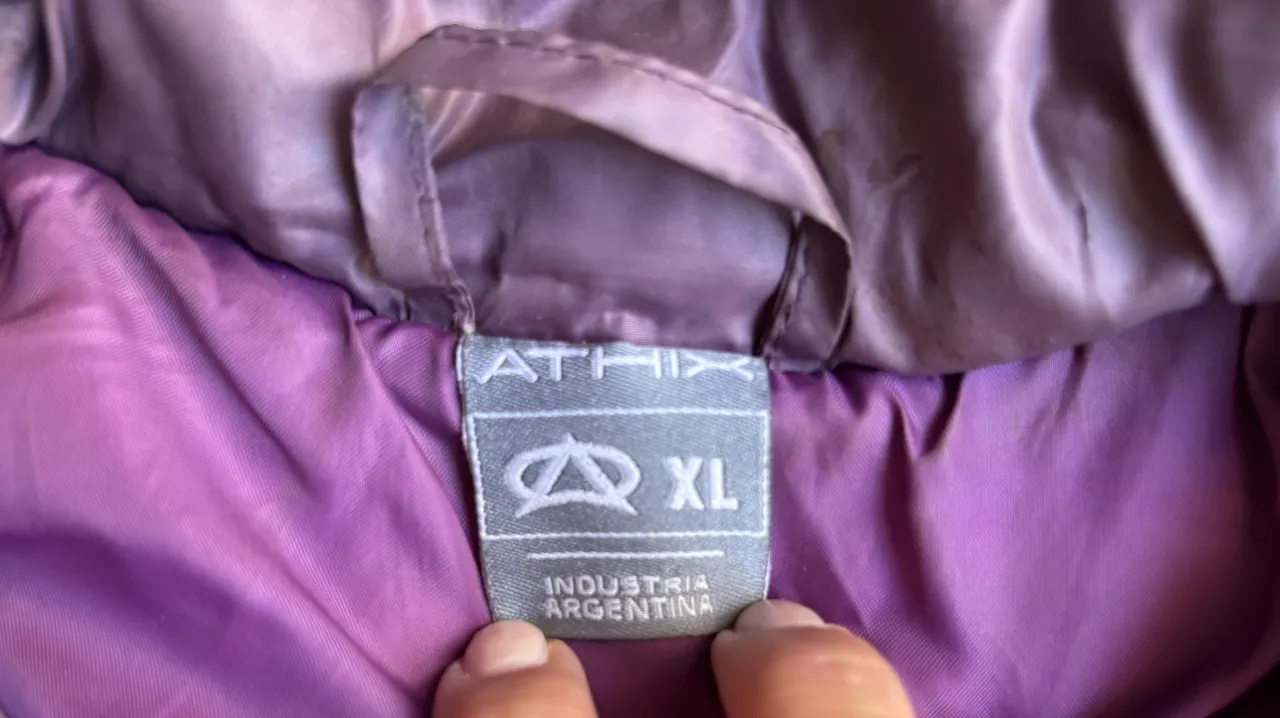 ATHIX
XL
INDUSTRIA
ARGENTINA